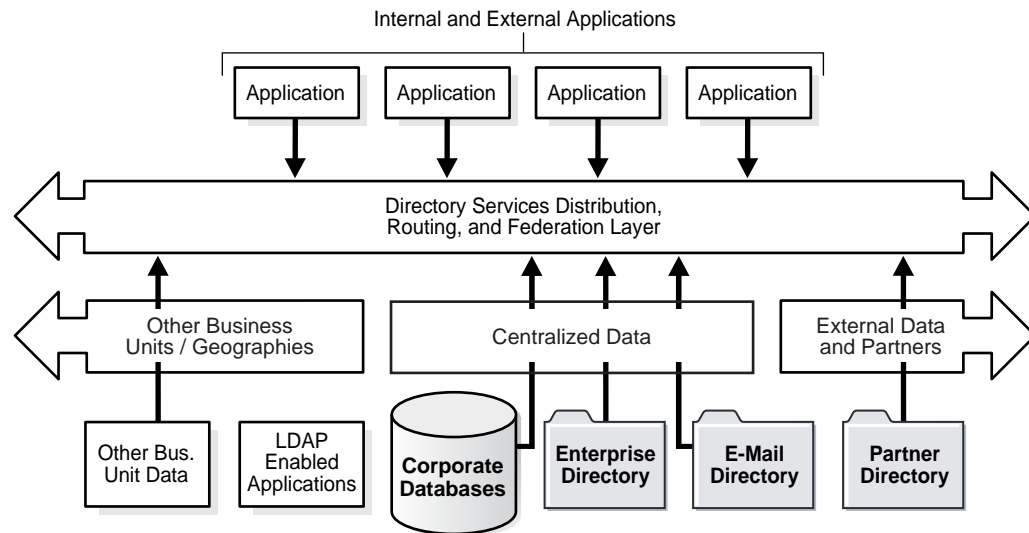 Internal and External Applications
Application
Application
Application
Application
Directory Services Distribution,
Routing, and Federation Layer
Other Business
Units / Geographies
Centralized Data
External Data
and Partners
Other Bus.
Unit Data
LDAP
Enabled
Applications
Corporate
Databases
Enterprise
Directory
E-Mail
Directory
Partner
Directory